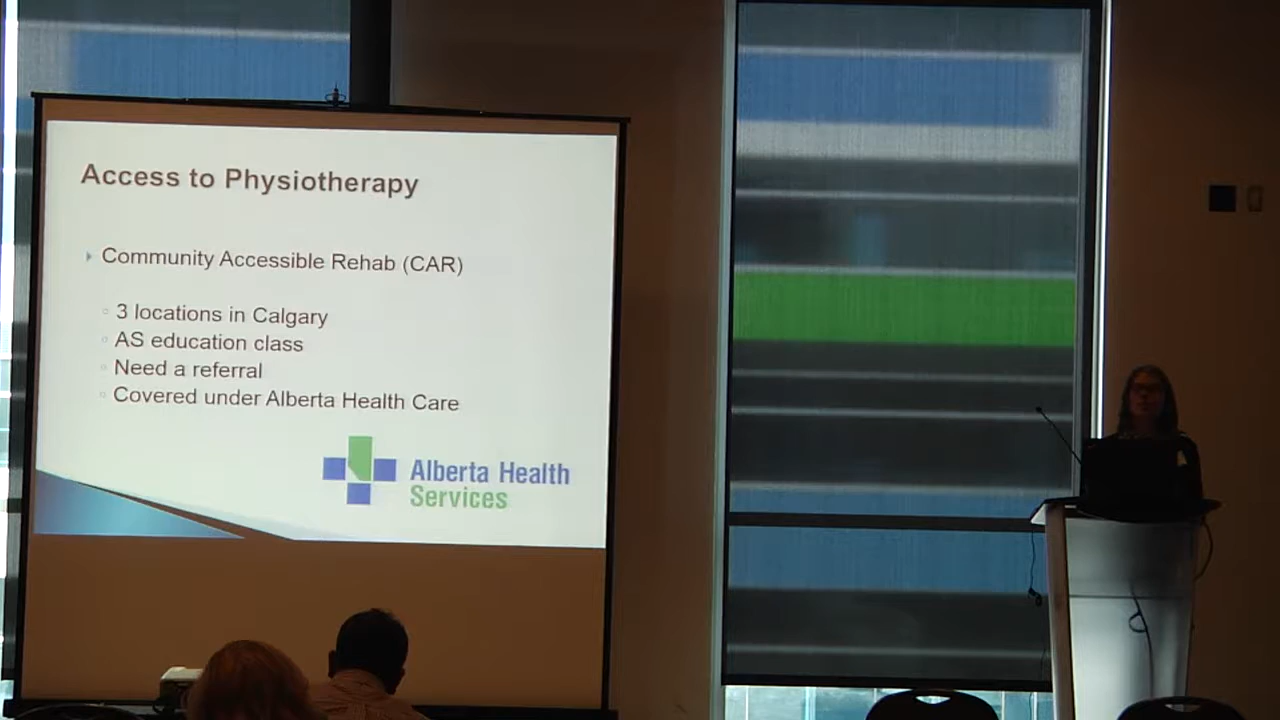 Access to Physiotherapy
Community Accessible Rehab (CAR)
3 locations in Calgary
AS education class
Need a referral
Covered under Alberta Health Care
Alberta Health
Services